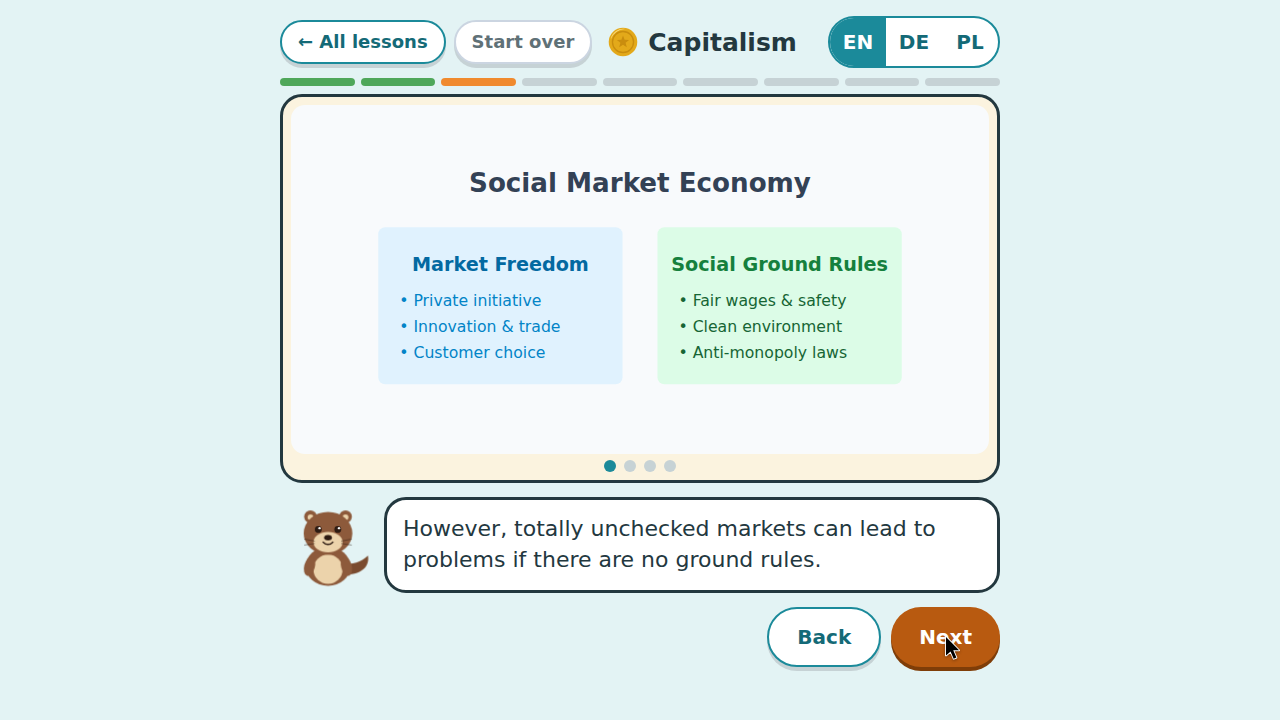 ← All lessons
Start over
Capitalism
EN
DE
PL
Social Market Economy
Market Freedom
• Private initiative
• Innovation & trade
• Customer choice
Social Ground Rules
• Fair wages & safety
• Clean environment
• Anti-monopoly laws
However, totally unchecked markets can lead to
problems if there are no ground rules.
Back
Next